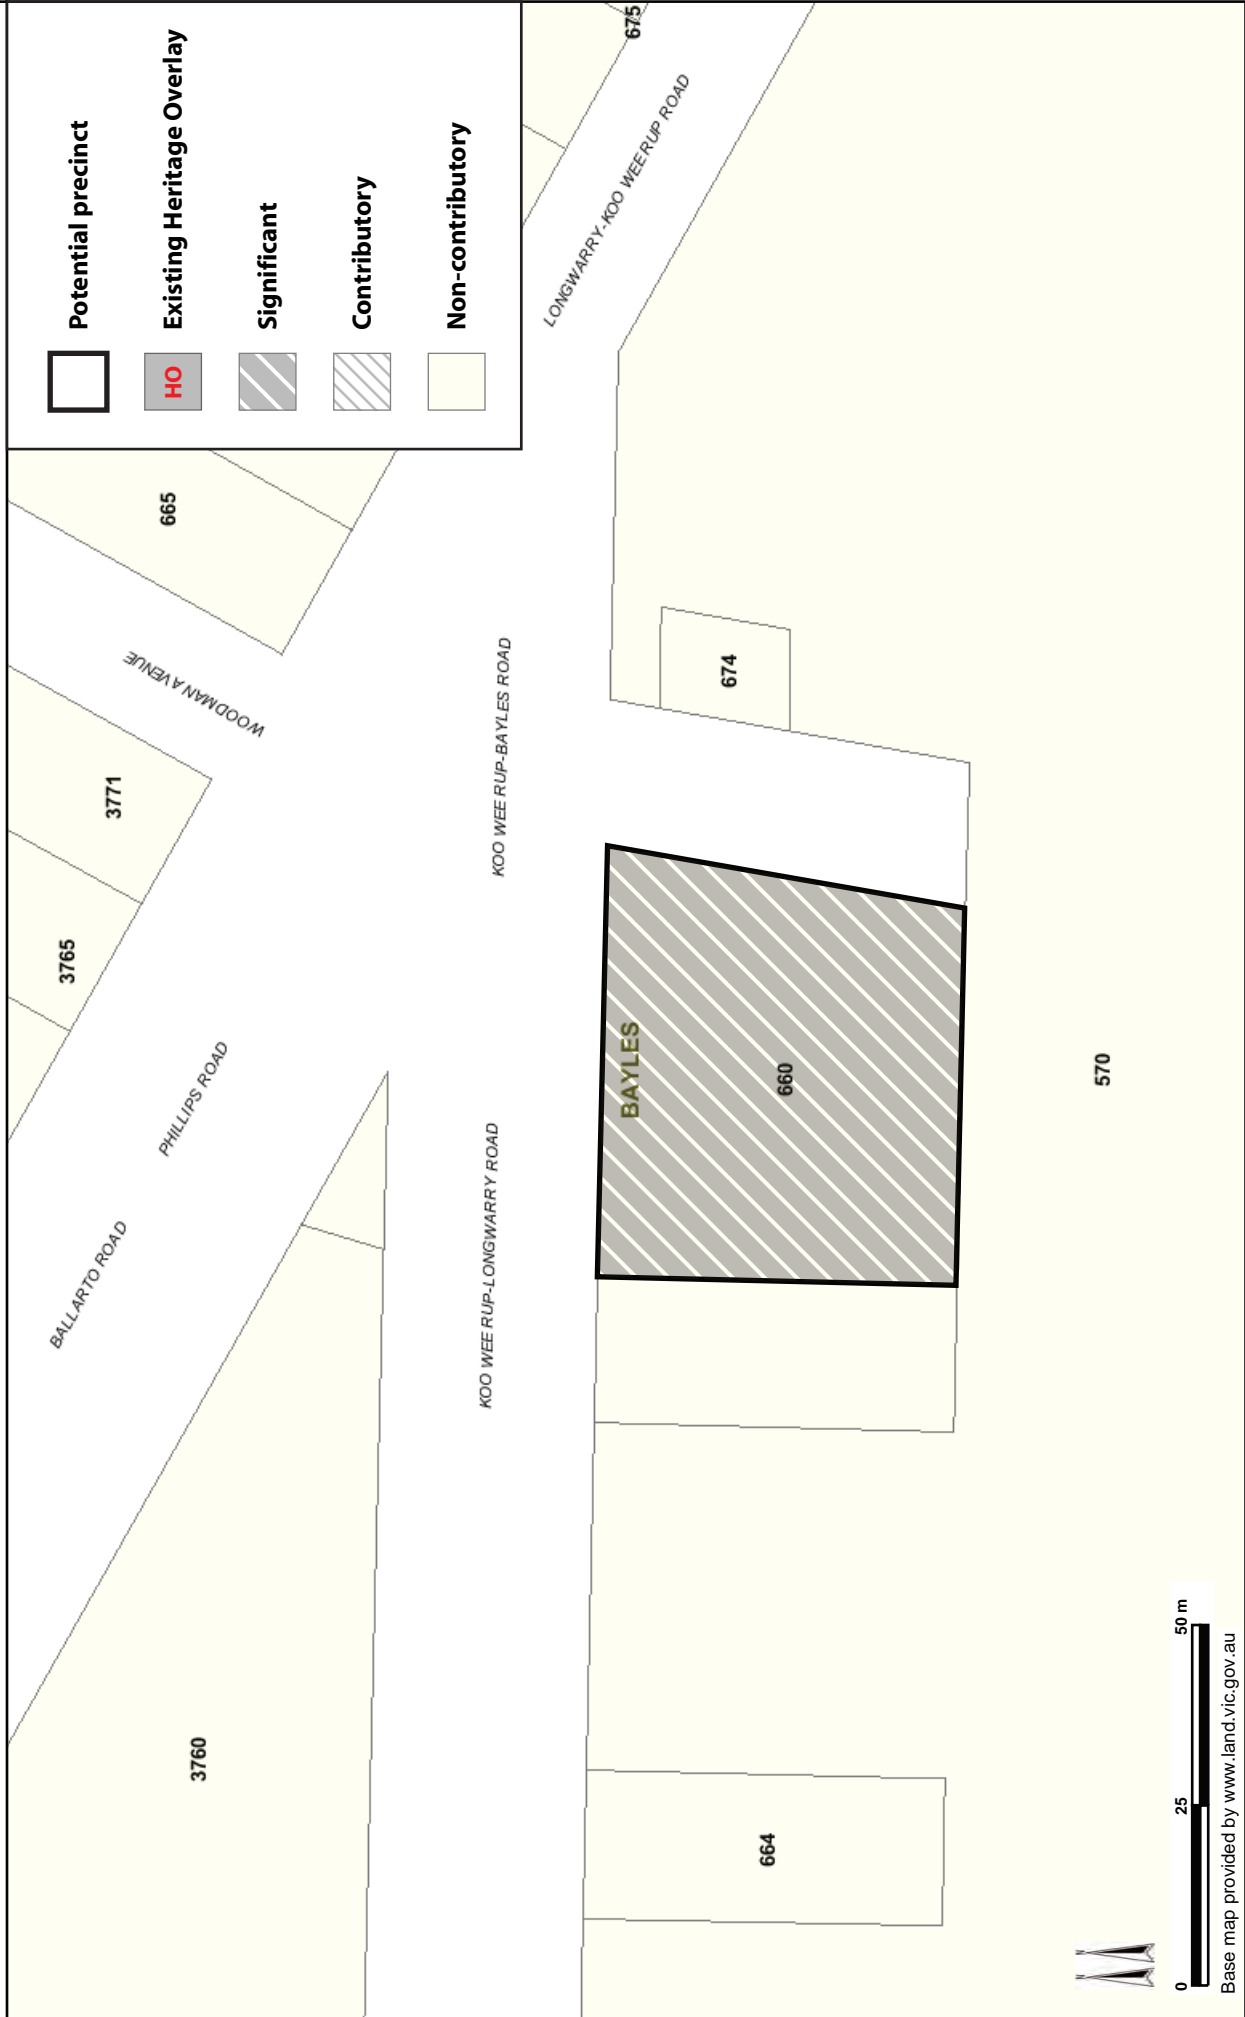 Potential precinct
HO
Existing Heritage Overlay
Significant
Contributory
Non-contributory
675
LONGWARRY-KOO WEERUP ROAD
665
WOODMAN AVENUE
3771
3765
PHILLIPS ROAD
BALLARTO ROAD
KOO WEE RUP-BAYLES ROAD
KOO WEE RUP-LONGWARRY ROAD
674
BAYLES
660
570
3760
664
0 25 50 m
Base map provided by www.land.vic.gov.au